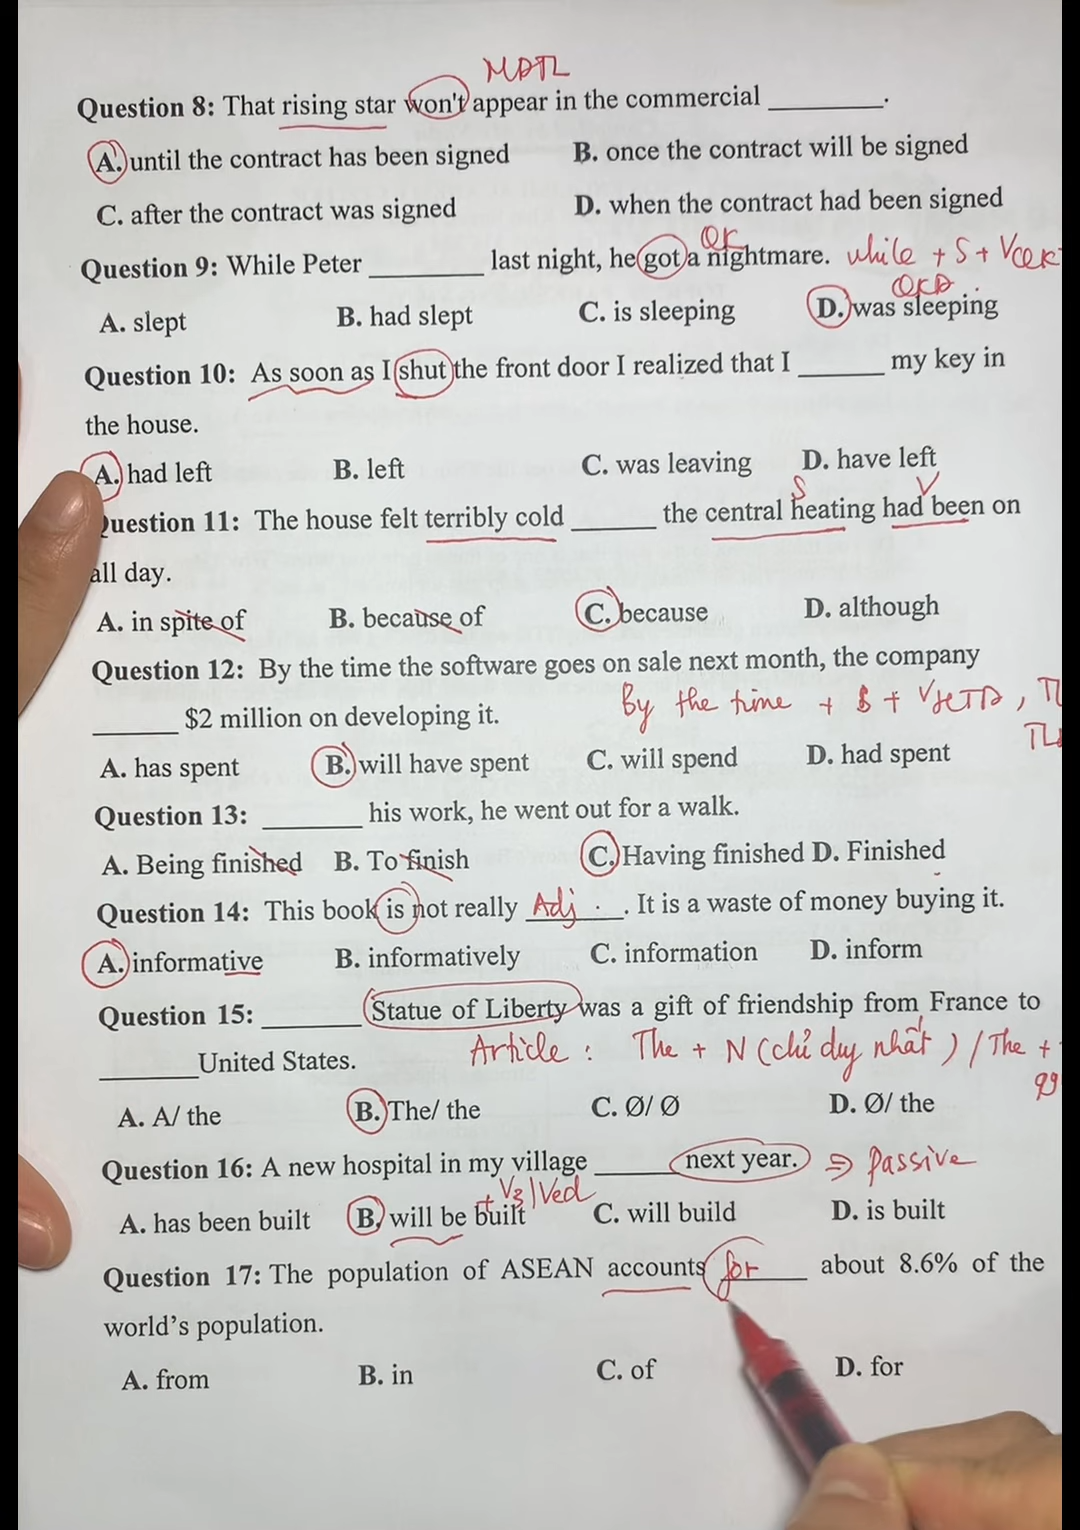 MĐTL
Question 8: That rising star won't appear in the commercial ________.
A. until the contract has been signed B. once the contract will be signed
C. after the contract was signed D. when the contract had been signed
QK
Question 9: While Peter ________ last night, he got a nightmare. while + S + V
QKD
A. slept B. had slept C. is sleeping D. was sleeping
Question 10: As soon as I shut the front door I realized that I ______ my key in
the house.
A. had left B. left C. was leaving D. have left
S V
Question 11: The house felt terribly cold ______ the central heating had been on
all day.
A. in spite of B. because of C. because D. although
Question 12: By the time the software goes on sale next month, the company
______ $2 million on developing it. By the time + S + V
A. has spent B. will have spent C. will spend D. had spent
Question 13: _______ his work, he went out for a walk.
A. Being finished B. To finish C. Having finished D. Finished
Question 14: This book is not really Adj. It is a waste of money buying it.
A. informative B. informatively C. information D. inform
Question 15: _______ Statue of Liberty was a gift of friendship from France to
_______ United States. Article : The + N (chỉ duy nhất) / The +
A. A/ the B. The/ the C. Ø/ Ø D. Ø/ the
Question 16: A new hospital in my village ______ next year. ⇒ Passive
+ V3/Ved
A. has been built B. will be built C. will build D. is built
Question 17: The population of ASEAN accounts for about 8.6% of the
world's population.
A. from B. in C. of D. for